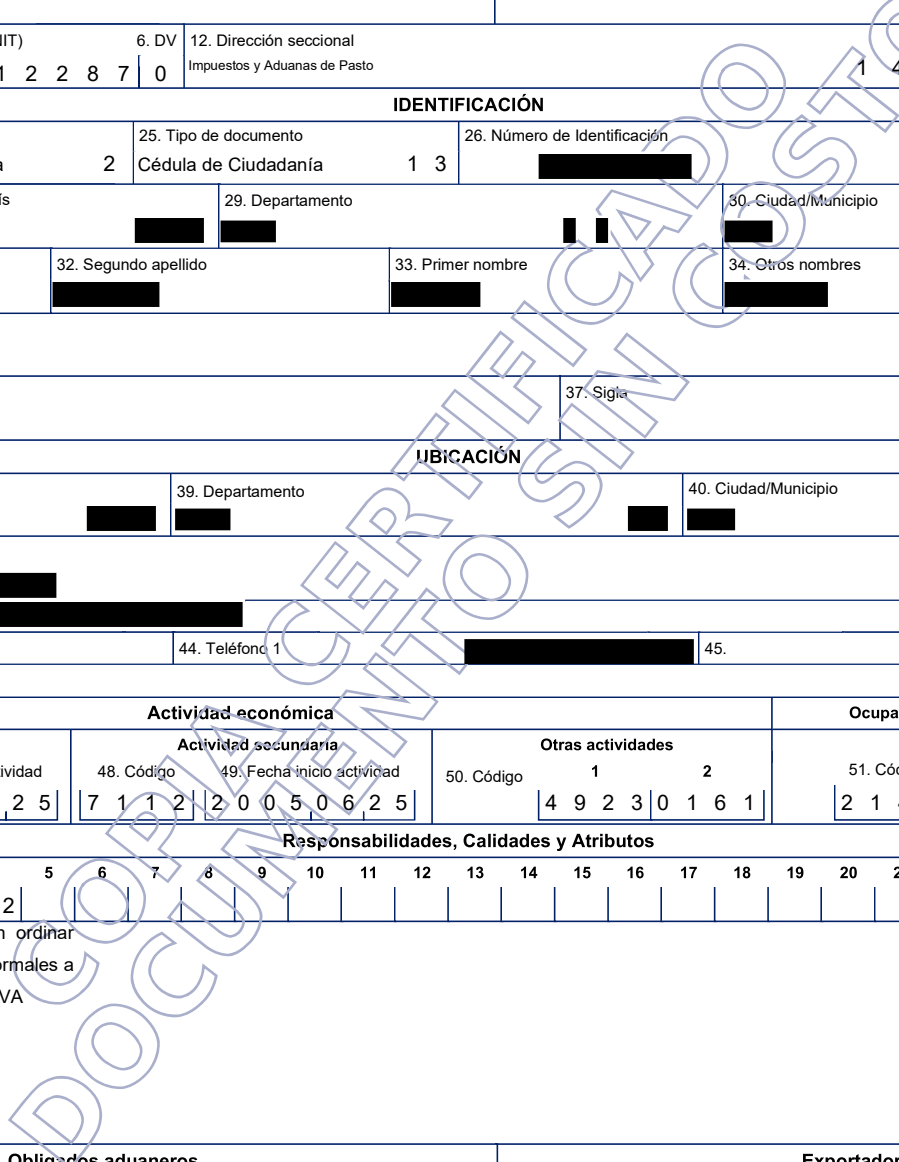 NIT) 6. DV 12. Dirección seccional
1 2 2 8 7 0 Impuestos y Aduanas de Pasto 1 4
IDENTIFICACIÓN
25. Tipo de documento 26. Número de Identificación
a 2 Cédula de Ciudadanía 1 3
ís 29. Departamento 30. Ciudad/Municipio
32. Segundo apellido 33. Primer nombre 34. Otros nombres
37. Sigla
UBICACIÓN
39. Departamento 40. Ciudad/Municipio
44. Teléfono 1 45.
Actividad económica Ocupa
Actividad secundaria Otras actividades
ividad 48. Código 49. Fecha inicio actividad 50. Código 1 2 51. Cód
2 5 7 1 1 2 2 0 0 5 0 6 2 5 4 9 2 3 0 1 6 1 2 1 4
Responsabilidades, Calidades y Atributos
5 6 7 8 9 10 11 12 13 14 15 16 17 18 19 20 2
2
n ordinar
ormales a
VA
Obligados aduaneros Exportador
COPIA CERTIFICADO
DOCUMENTO SIN COSTO